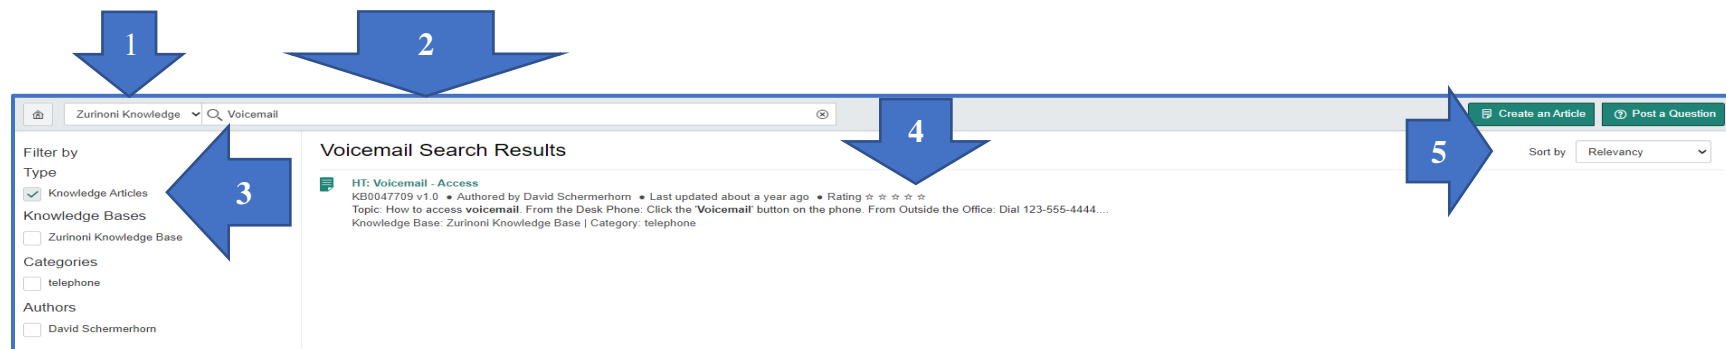 1
2
Zurinoni Knowledge
Voicemail
4
Create an Article
Post a Question
5
Sort by
Relevancy
Filter by
Type
Knowledge Articles
3
Knowledge Bases
Zurinoni Knowledge Base
Categories
telephone
Authors
David Schermerhorn
Voicemail Search Results
HT: Voicemail - Access
KB0047709 v1.0 ● Authored by David Schermerhorn ● Last updated about a year ago ● Rating ☆ ☆ ☆ ☆ ☆
Topic: How to access voicemail. From the Desk Phone: Click the 'Voicemail' button on the phone. From Outside the Office: Dial 123-555-4444....
Knowledge Base: Zurinoni Knowledge Base | Category: telephone